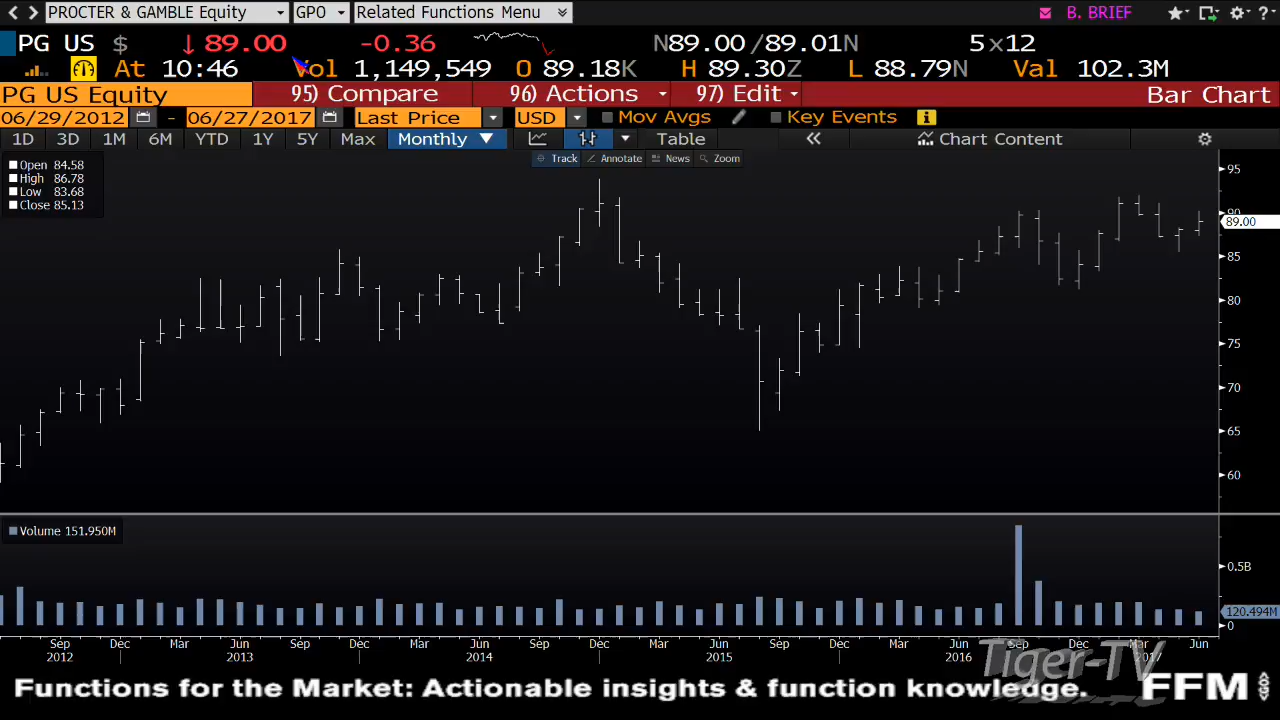 PROCTER & GAMBLE Equity GPO Related Functions Menu B. BRIEF ?
PG US $ ↓ 89.00 -0.36 N89.00 /89.01N 5x12
At 10:46 Vol 1,149,549 O 89.18K H 89.30Z L 88.79N Val 102.3M
PG US Equity 95) Compare 96) Actions 97) Edit Bar Chart
06/29/2012 - 06/27/2017 Last Price USD Mov Avgs Key Events i
1D 3D 1M 6M YTD 1Y 5Y Max Monthly ▼ Table « Chart Content
Track Annotate News Zoom
Open 84.58
High 86.78
Low 83.68
Close 85.13
95
90
89.00
85
80
75
70
65
60
Volume 151.950M
0.5B
120.494M
0
Sep Dec Mar Jun Sep Dec Mar Jun Sep Dec Mar Jun Sep Dec Mar Jun Sep Dec Mar Jun
2012 2013 2014 2015 2016 2017
Tiger-TV
Functions for the Market: Actionable insights & function knowledge. FFM